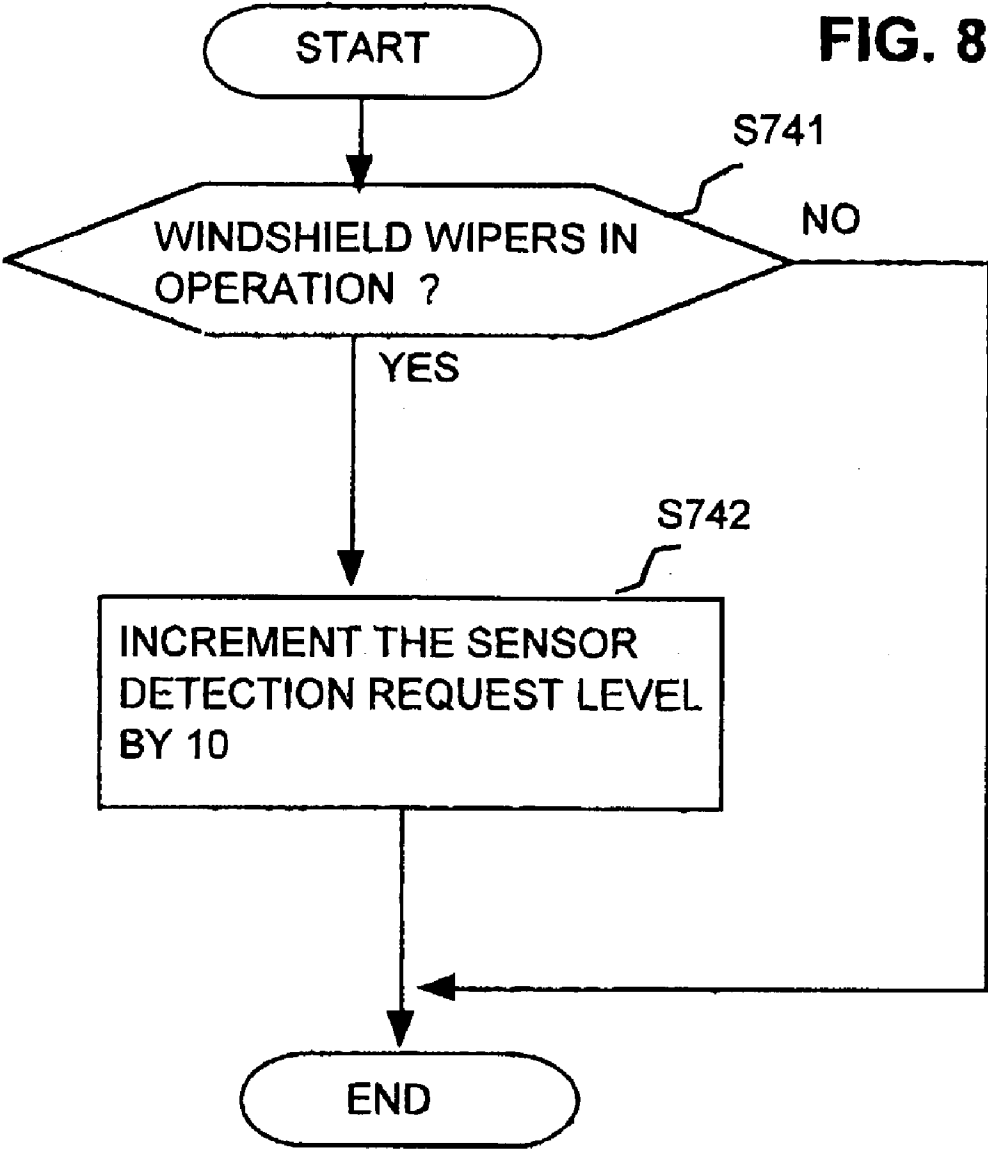 START
FIG. 8
S741
WINDSHIELD WIPERS IN
OPERATION ?
NO
YES
S742
INCREMENT THE SENSOR
DETECTION REQUEST LEVEL
BY 10
END